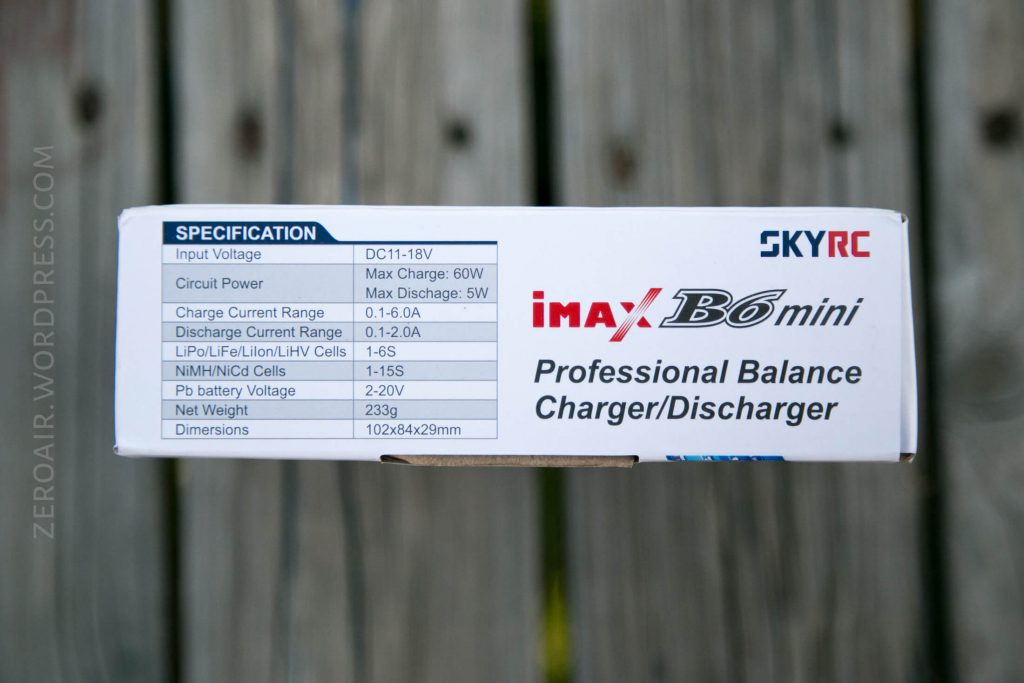 ZEROAIR.WORDPRESS.COM
SPECIFICATION
Input Voltage DC11-18V
Circuit Power Max Charge: 60W
Max Dischage: 5W
Charge Current Range 0.1-6.0A
Discharge Current Range 0.1-2.0A
LiPo/LiFe/LiIon/LiHV Cells 1-6S
NiMH/NiCd Cells 1-15S
Pb battery Voltage 2-20V
Net Weight 233g
Dimersions 102x84x29mm
SKYRC
iMAX B6 mini
Professional Balance
Charger/Discharger